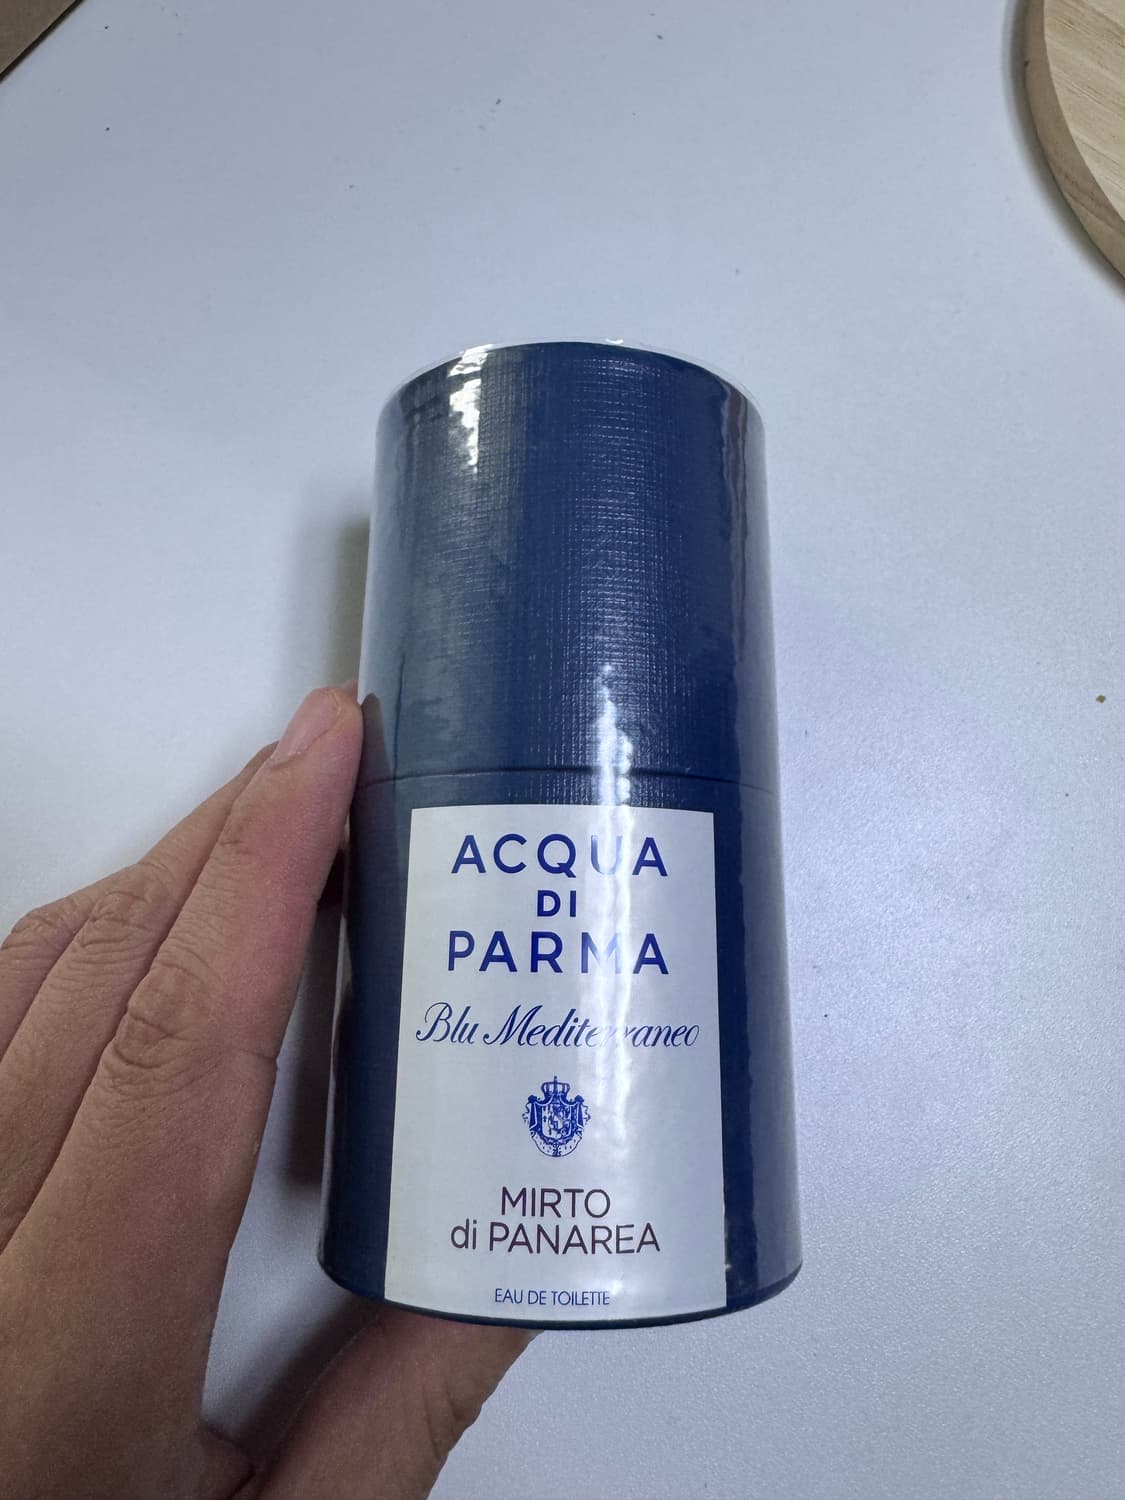 ACQUA
DI
PARMA
Blu Mediterraneo
MIRTO
di PANAREA
EAU DE TOILETTE